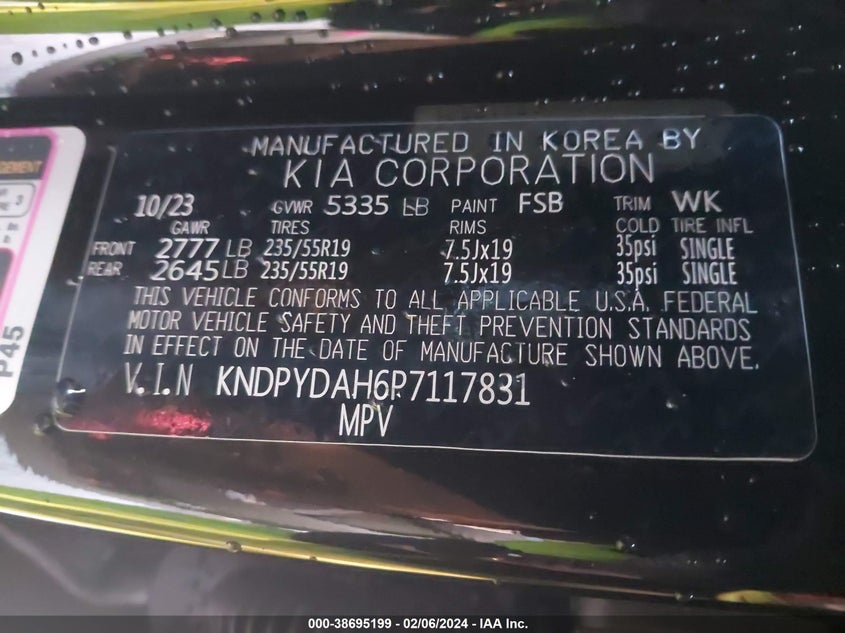 MANUFACTURED IN KOREA BY
KIA CORPORATION
10/23 GVWR 5335 LB PAINT FSB TRIM WK
GAWR TIRES RIMS COLD TIRE INFL
FRONT 2777 LB 235/55R19 7.5Jx19 35psi SINGLE
REAR 2645 LB 235/55R19 7.5Jx19 35psi SINGLE
THIS VEHICLE CONFORMS TO ALL APPLICABLE U.S.A. FEDERAL
MOTOR VEHICLE SAFETY AND THEFT PREVENTION STANDARDS
IN EFFECT ON THE DATE OF MANUFACTURE SHOWN ABOVE.
V.I.N KNDPYDAH6P7117831
MPV
P45
000-38695199 - 02/06/2024 - IAA Inc.